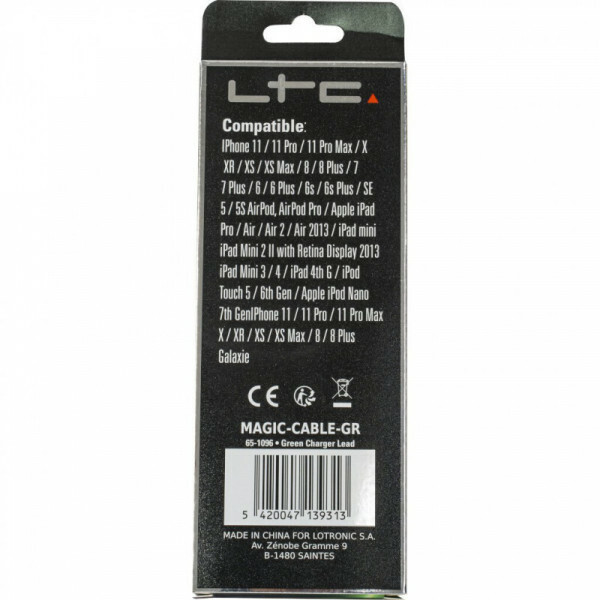 LTC
Compatible:
IPhone 11 / 11 Pro / 11 Pro Max / X
XR / XS / XS Max / 8 / 8 Plus / 7
7 Plus / 6 / 6 Plus / 6s / 6s Plus / SE
5 / 5S AirPod, AirPod Pro / Apple iPad
Pro / Air / Air 2 / Air 2013 / iPad mini
iPad Mini 2 II with Retina Display 2013
iPad Mini 3 / 4 / iPad 4th G / iPod
Touch 5 / 6th Gen / Apple iPod Nano
7th GenIPhone 11 / 11 Pro / 11 Pro Max
X / XR / XS / XS Max / 8 / 8 Plus
Galaxie
CE
MAGIC-CABLE-GR
65-1096 • Green Charger Lead
5 420047 139313
MADE IN CHINA FOR LOTRONIC S.A.
Av. Zénobe Gramme 9
B-1480 SAINTES